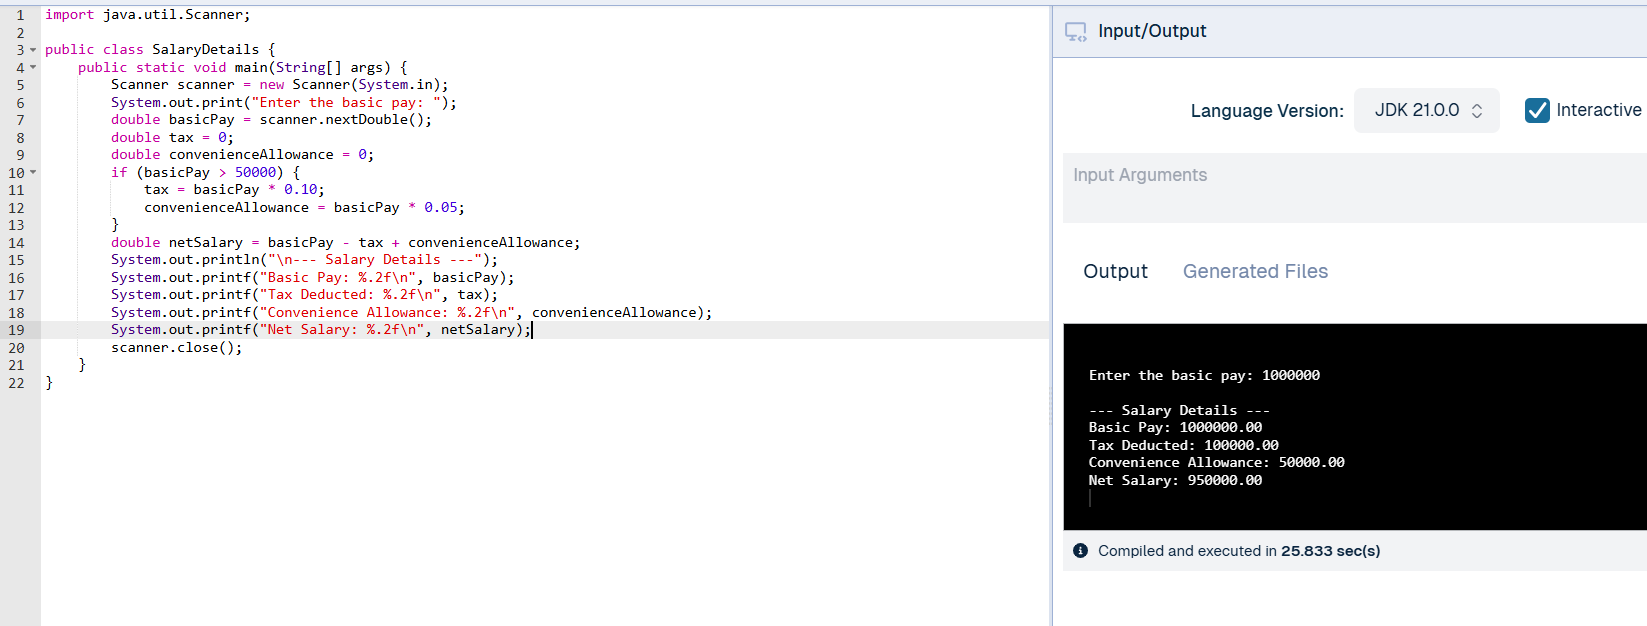 1 import java.util.Scanner;
2
3 public class SalaryDetails {
4     public static void main(String[] args) {
5         Scanner scanner = new Scanner(System.in);
6         System.out.print("Enter the basic pay: ");
7         double basicPay = scanner.nextDouble();
8         double tax = 0;
9         double convenienceAllowance = 0;
10         if (basicPay > 50000) {
11             tax = basicPay * 0.10;
12             convenienceAllowance = basicPay * 0.05;
13         }
14         double netSalary = basicPay - tax + convenienceAllowance;
15         System.out.println("\n--- Salary Details ---");
16         System.out.printf("Basic Pay: %.2f\n", basicPay);
17         System.out.printf("Tax Deducted: %.2f\n", tax);
18         System.out.printf("Convenience Allowance: %.2f\n", convenienceAllowance);
19         System.out.printf("Net Salary: %.2f\n", netSalary);
20         scanner.close();
21     }
22 }
Input/Output
Language Version: JDK 21.0.0 Interactive
Input Arguments
Output Generated Files
Enter the basic pay: 1000000
--- Salary Details ---
Basic Pay: 1000000.00
Tax Deducted: 100000.00
Convenience Allowance: 50000.00
Net Salary: 950000.00
Compiled and executed in 25.833 sec(s)